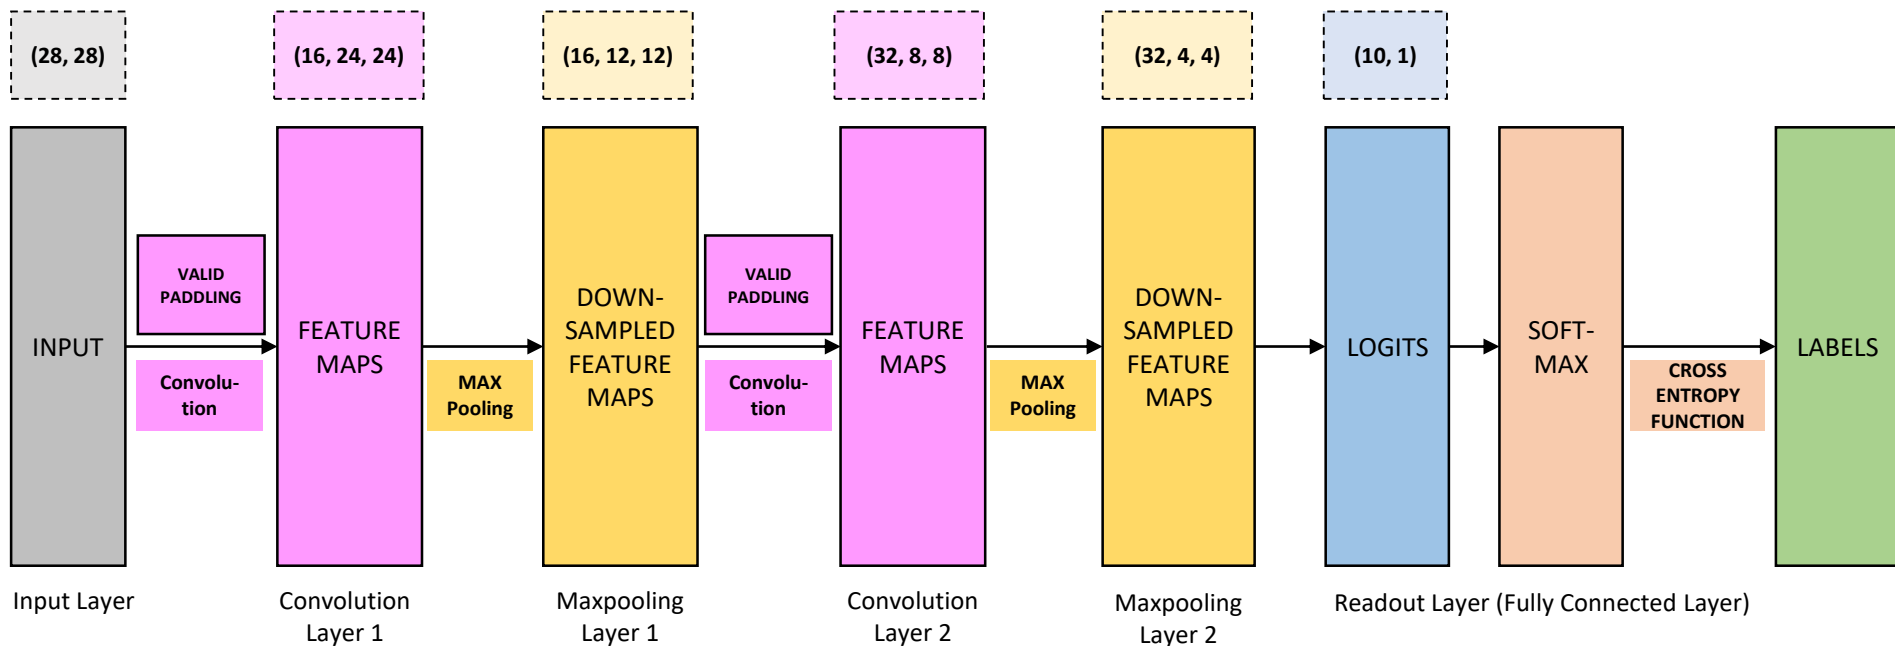 (28, 28)
(16, 24, 24)
(16, 12, 12)
(32, 8, 8)
(32, 4, 4)
(10, 1)
INPUT
VALID
PADDLING
Convolu-
tion
FEATURE
MAPS
MAX
Pooling
DOWN-
SAMPLED
FEATURE
MAPS
VALID
PADDLING
Convolu-
tion
FEATURE
MAPS
MAX
Pooling
DOWN-
SAMPLED
FEATURE
MAPS
LOGITS
SOFT-
MAX
CROSS
ENTROPY
FUNCTION
LABELS
Input Layer
Convolution
Layer 1
Maxpooling
Layer 1
Convolution
Layer 2
Maxpooling
Layer 2
Readout Layer (Fully Connected Layer)